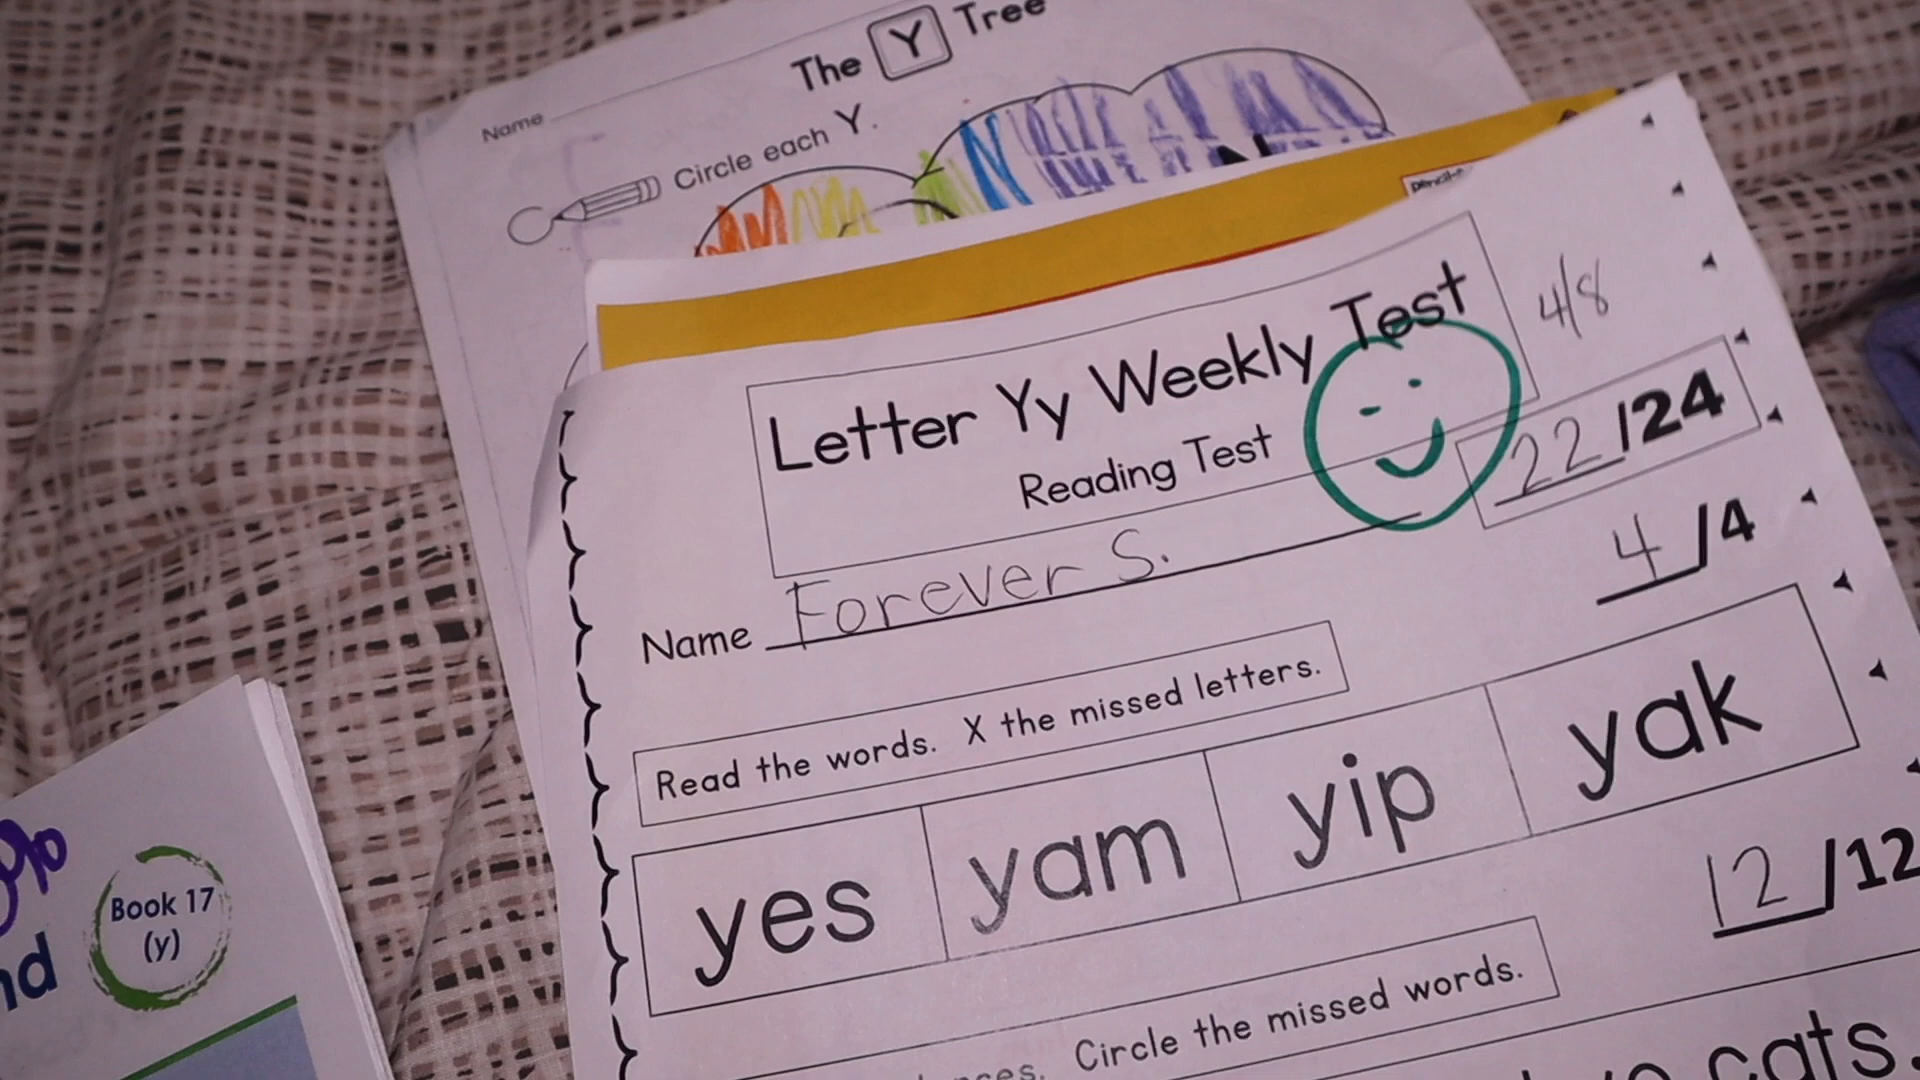 The Y Tree
Name
Circle each Y.
Letter Yy Weekly Test
4/8
Reading Test
22/24
Name Forever S.
4/4
Read the words. X the missed letters.
yes yam yip yak
12/12
Circle the missed words.
cats.
Book 17
(y)